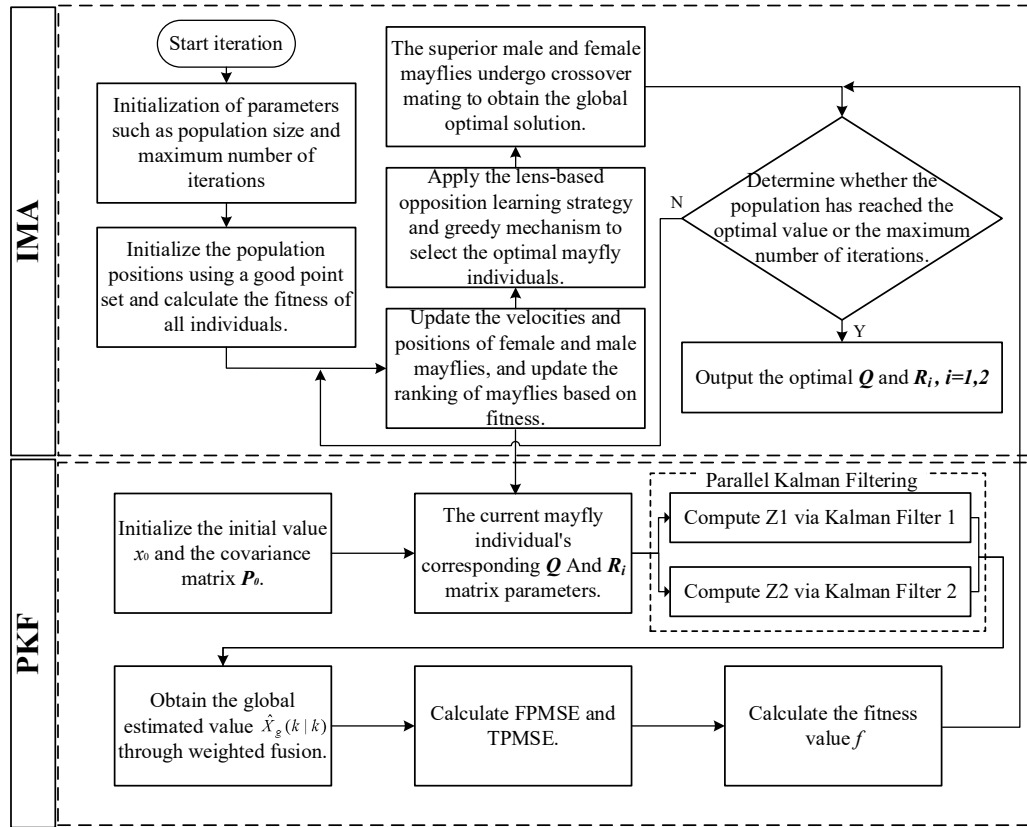 IMA
Start iteration
Initialization of parameters
such as population size and
maximum number of
iterations
Initialize the population
positions using a good point
set and calculate the fitness of
all individuals.
The superior male and female
mayflies undergo crossover
mating to obtain the global
optimal solution.
Apply the lens-based
opposition learning strategy
and greedy mechanism to
select the optimal mayfly
individuals.
Update the velocities and
positions of female and male
mayflies, and update the
ranking of mayflies based on
fitness.
N
Determine whether the
population has reached the
optimal value or the maximum
number of iterations.
Y
Output the optimal Q and R_i , i=1,2
PKF
Initialize the initial value
x_0 and the covariance
matrix P_0.
The current mayfly
individual's
corresponding Q And R_i
matrix parameters.
Parallel Kalman Filtering
Compute Z1 via Kalman Filter 1
Compute Z2 via Kalman Filter 2
Obtain the global
estimated value X̂_g(k | k)
through weighted fusion.
Calculate FPMSE and
TPMSE.
Calculate the fitness
value f